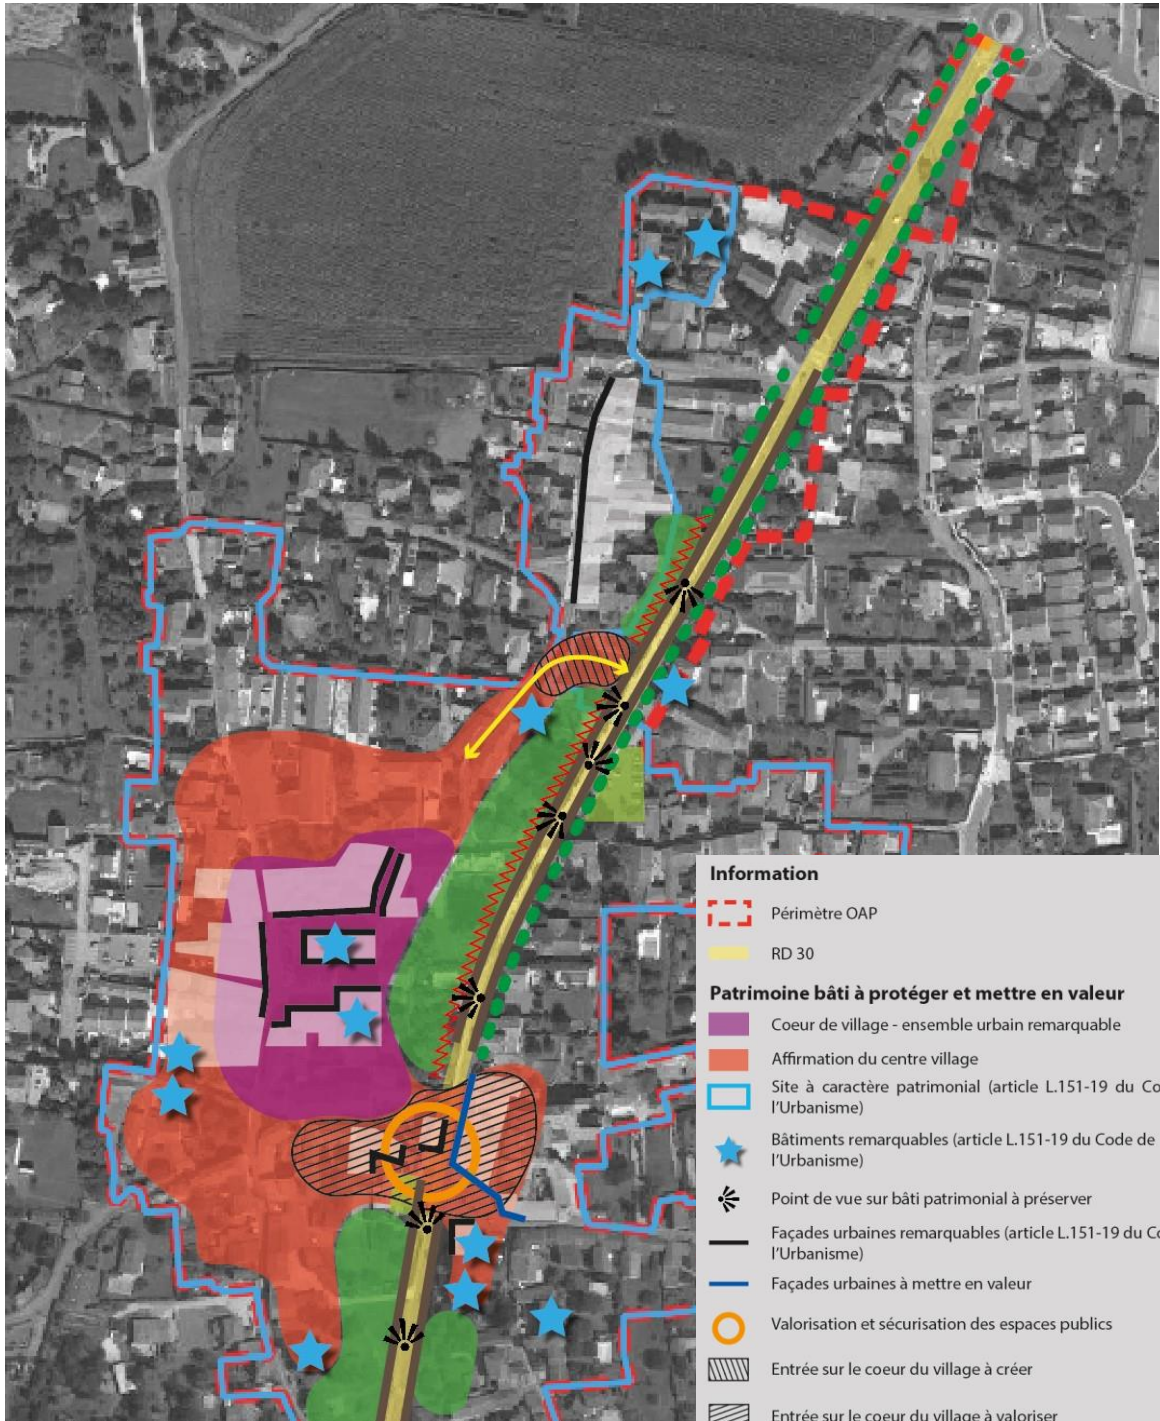 Information
Périmètre OAP
RD 30
Patrimoine bâti à protéger et mettre en valeur
Coeur de village - ensemble urbain remarquable
Affirmation du centre village
Site à caractère patrimonial (article L.151-19 du Co
l'Urbanisme)
Bâtiments remarquables (article L.151-19 du Code de
l'Urbanisme)
Point de vue sur bâti patrimonial à préserver
Façades urbaines remarquables (article L.151-19 du Co
l'Urbanisme)
Façades urbaines à mettre en valeur
Valorisation et sécurisation des espaces publics
Entrée sur le coeur du village à créer
Entrée sur le coeur du village à valoriser